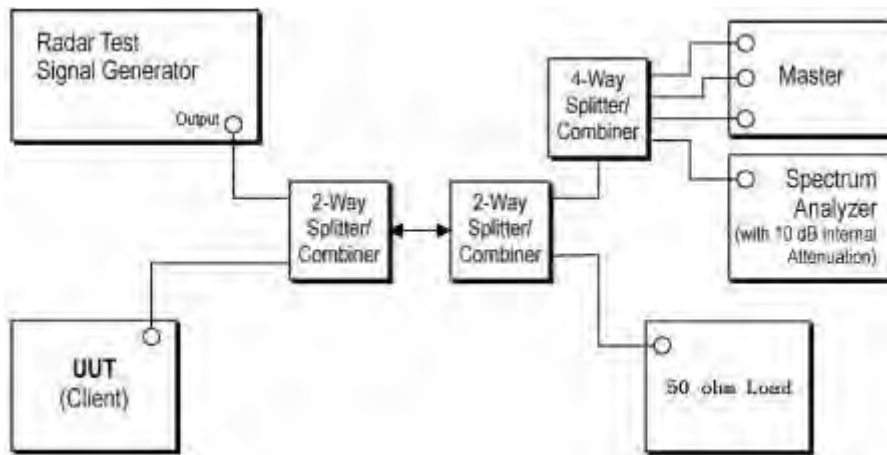 Radar Test
Signal Generator
Output
4-Way
Splitter/
Combiner
Master
2-Way
Splitter/
Combiner
2-Way
Splitter/
Combiner
Spectrum
Analyzer
(with 10 dB Internal
Attenuation)
UUT
(Client)
50 ohm Load